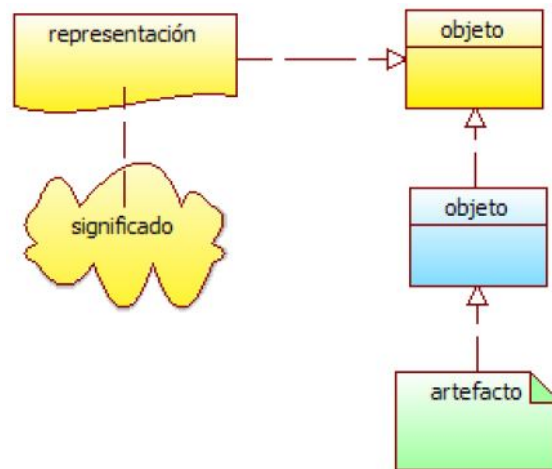 representación
objeto
significado
objeto
artefacto